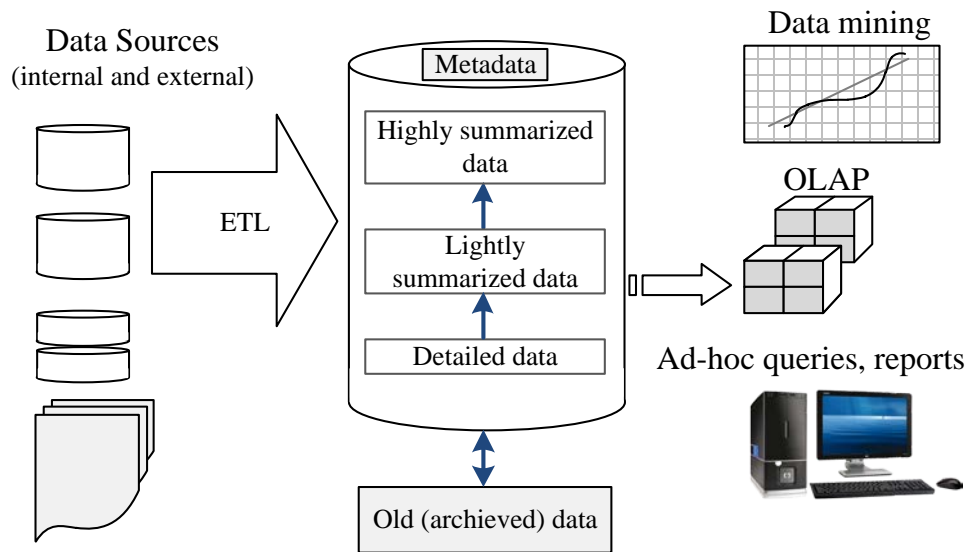 Data Sources
(internal and external)
ETL
Metadata
Highly summarized
data
Lightly
summarized data
Detailed data
Old (archieved) data
Data mining
OLAP
Ad-hoc queries, reports